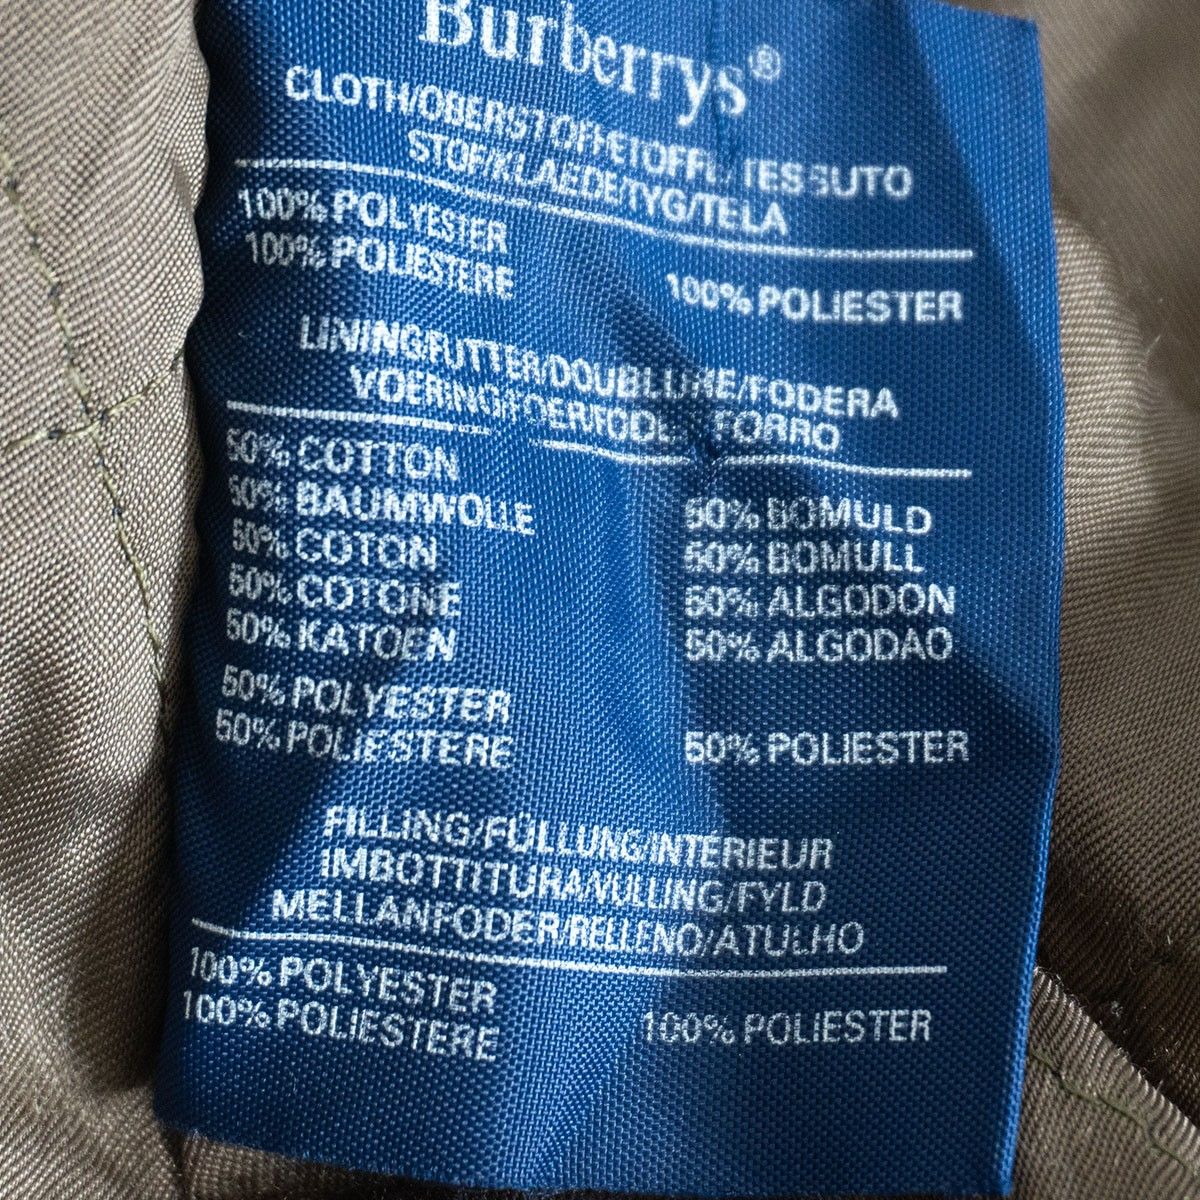 Burberrys®
CLOTH/OBERSTOFF/ETOFFE/TESSUTO
STOF/KLAEDE/TYG/TELA
100% POLYESTER
100% POLIESTERE
100% POLIESTER
LINING/FUTTER/DOUBLURE/FODERA
VOERING/FOER/FODER/FORRO
50% COTTON
50% BAUMWOLLE
50% COTON
50% COTONE
50% KATOEN
50% BOMULD
50% BOMULL
50% ALGODON
50% ALGODAO
50% POLYESTER
50% POLIESTERE
50% POLIESTER
FILLING/FÜLLUNG/INTÉRIEUR
IMBOTTITURA/VULLING/FYLD
MELLANFODER/RELLENO/ATULHO
100% POLYESTER
100% POLIESTERE
100% POLIESTER